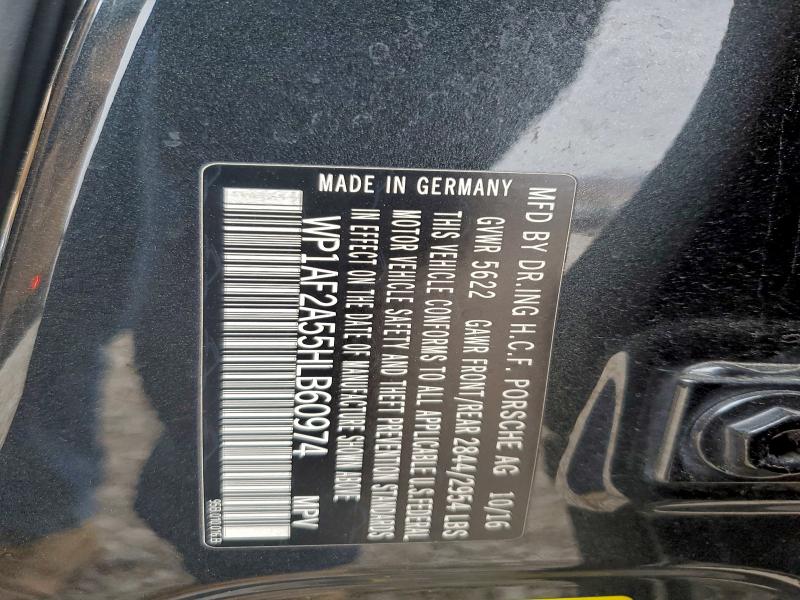 MFD BY DR.ING H.C.F. PORSCHE AG 10/16
GVWR 5622 GAWR FRONT/REAR 2844/2954 LBS
THIS VEHICLE CONFORMS TO ALL APPLICABLE U.S.FEDERAL
MOTOR VEHICLE SAFETY AND THEFT PREVENTION STANDARDS
IN EFFECT ON THE DATE OF MANUFACTURE SHOWN ABOVE
WP1AF2A55HLB60974 MPV
MADE IN GERMANY